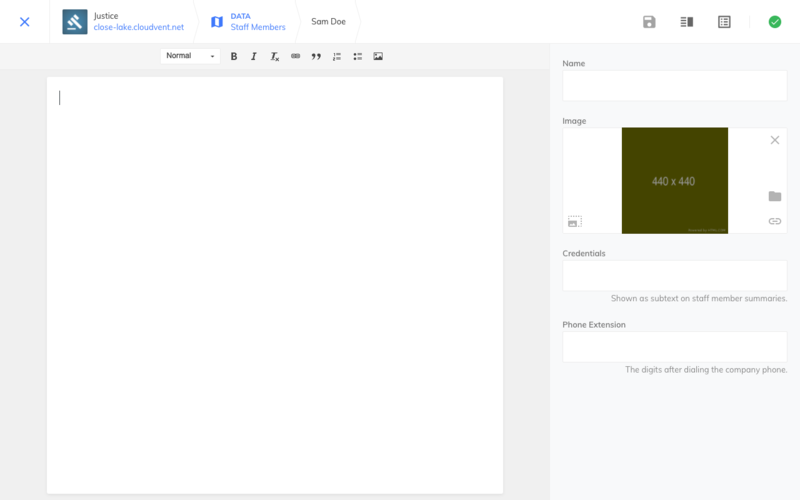 Justice
close-lake.cloudvent.net
DATA
Staff Members
Sam Doe
Normal
B
I
Tx
Name
Image
440 x 440
Credentials
Shown as subtext on staff member summaries.
Phone Extension
The digits after dialing the company phone.